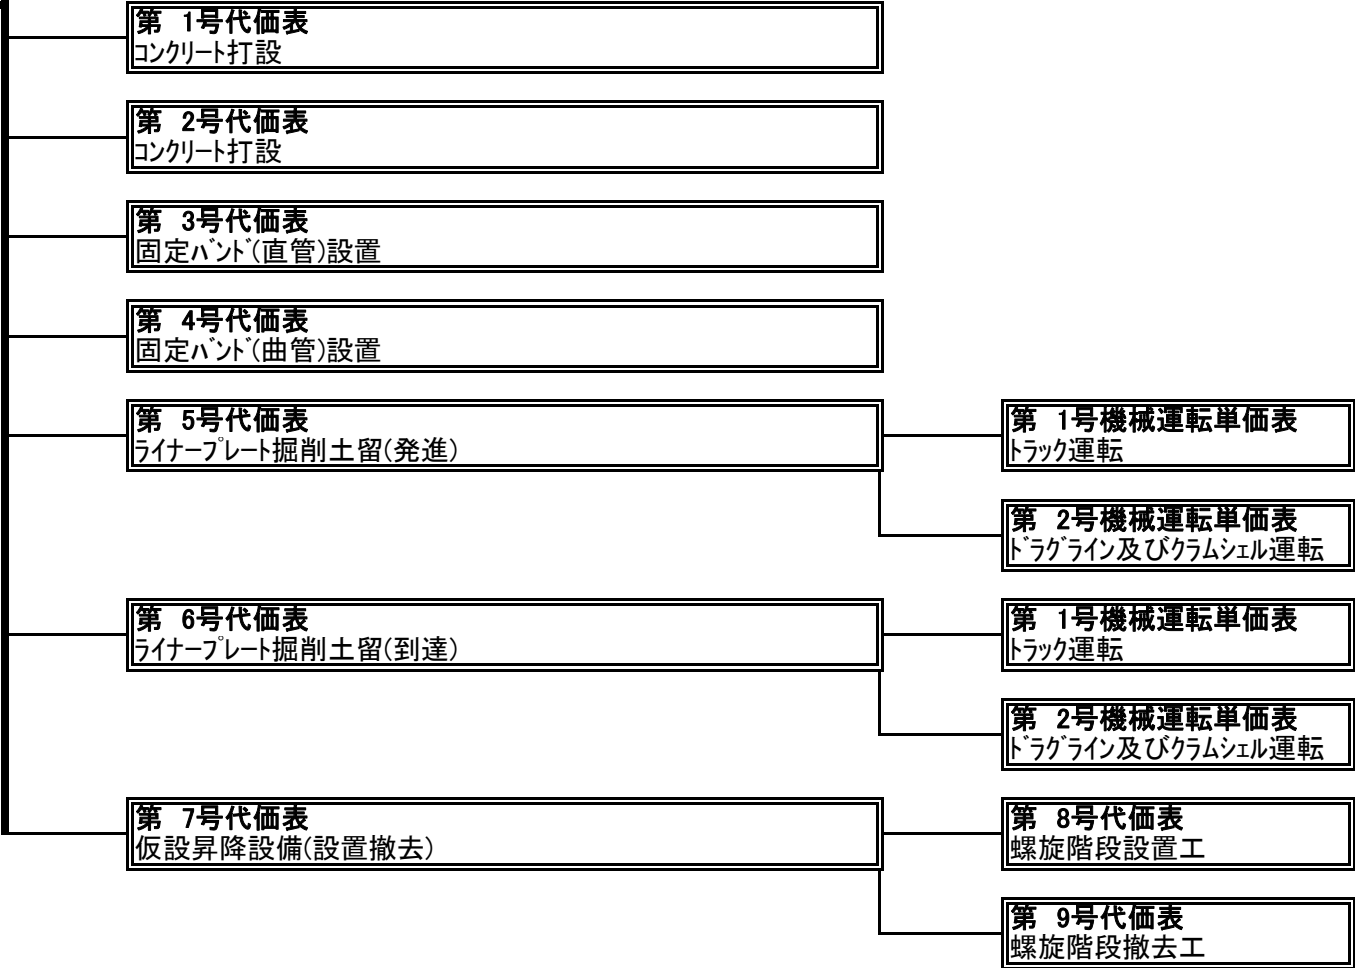 第　1号代価表
ｺﾝｸﾘｰﾄ打設
第　2号代価表
ｺﾝｸﾘｰﾄ打設
第　3号代価表
固定ﾊﾞﾝﾄﾞ(直管)設置
第　4号代価表
固定ﾊﾞﾝﾄﾞ(曲管)設置
第　5号代価表
ﾗｲﾅｰﾌﾟﾚｰﾄ掘削土留(発進)
第　1号機械運転単価表
ﾄﾗｯｸ運転
第　2号機械運転単価表
ﾄﾞﾗｸﾞﾗｲﾝ及びｸﾗﾑｼｪﾙ運転
第　6号代価表
ﾗｲﾅｰﾌﾟﾚｰﾄ掘削土留(到達)
第　1号機械運転単価表
ﾄﾗｯｸ運転
第　2号機械運転単価表
ﾄﾞﾗｸﾞﾗｲﾝ及びｸﾗﾑｼｪﾙ運転
第　7号代価表
仮設昇降設備(設置撤去)
第　8号代価表
螺旋階段設置工
第　9号代価表
螺旋階段撤去工